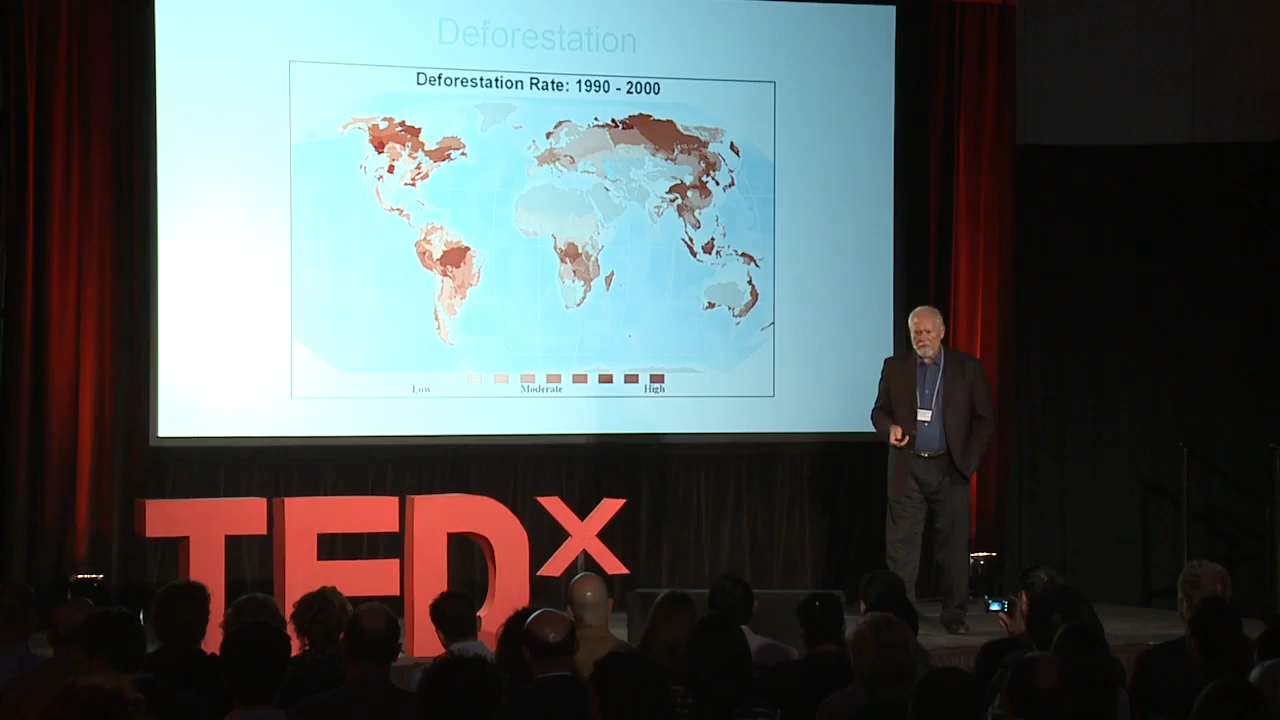 Deforestation
Deforestation Rate: 1990 - 2000
Low Moderate High
TEDx